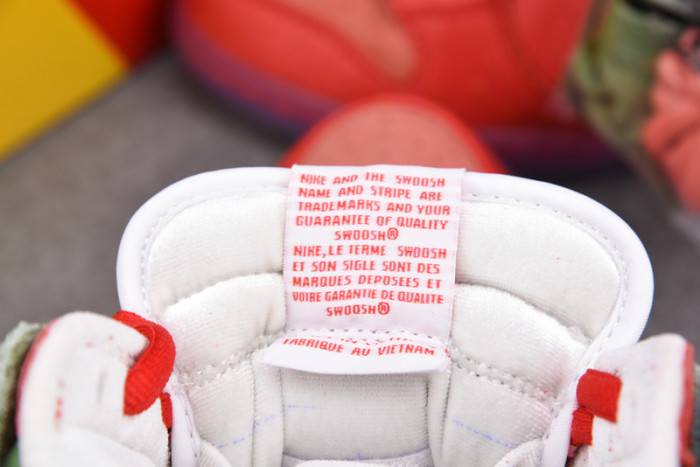 NIKE AND THE SWOOSH
NAME AND STRIPE ARE
TRADEMARKS AND YOUR
GUARANTEE OF QUALITY
SWOOSH®
NIKE, LE TERME SWOOSH
ET SON SIGLE SONT DES
MARQUES DEPOSEES ET
VOIRE GARANTIE DE QUALITE
SWOOSH®
FABRIQUE AU VIETNAM